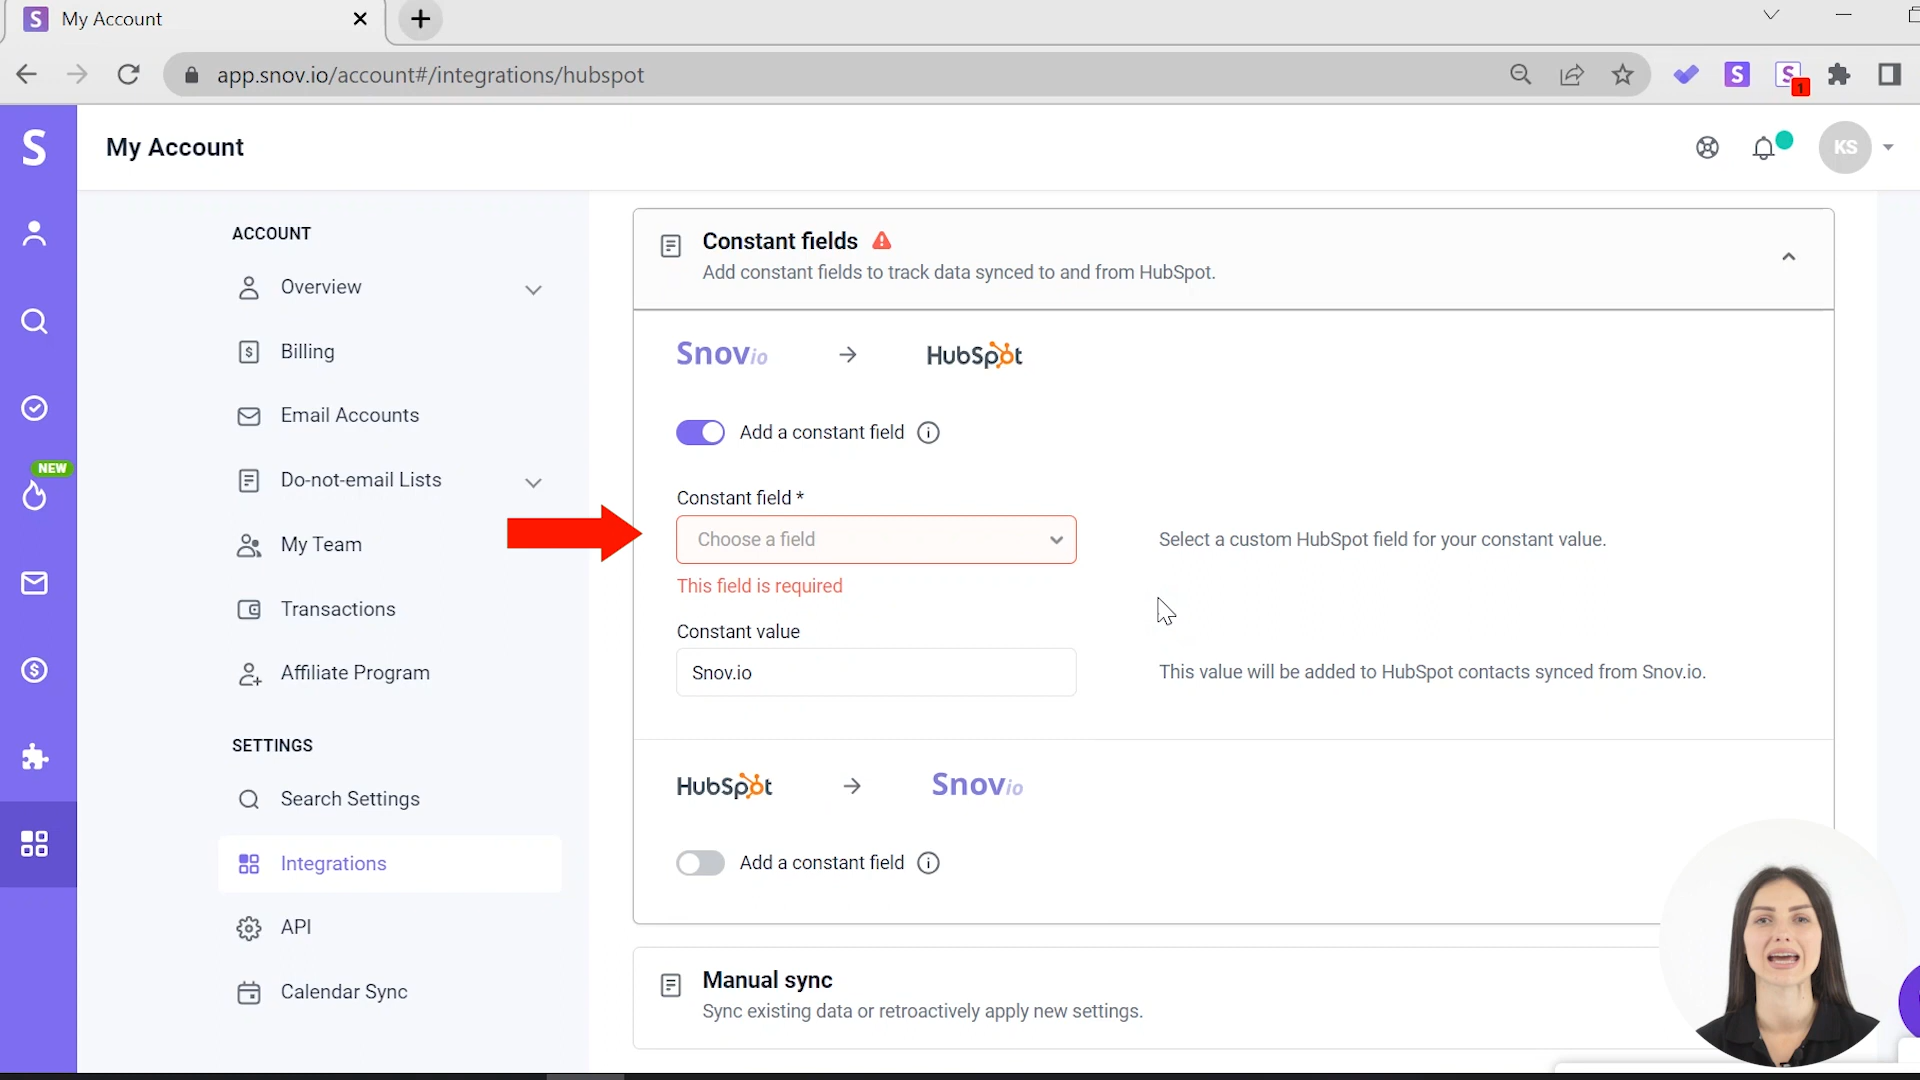 S My Account
app.snov.io/account#/integrations/hubspot
S
S
1
S
My Account
KS
NEW
ACCOUNT
Overview
Billing
Email Accounts
Do-not-email Lists
My Team
Transactions
Affiliate Program
SETTINGS
Search Settings
Integrations
API
Calendar Sync
Constant fields
Add constant fields to track data synced to and from HubSpot.
Snovio → HubSpot
Add a constant field
Constant field *
Choose a field
Select a custom HubSpot field for your constant value.
This field is required
Constant value
Snov.io
This value will be added to HubSpot contacts synced from Snov.io.
HubSpot → Snovio
Add a constant field
Manual sync
Sync existing data or retroactively apply new settings.